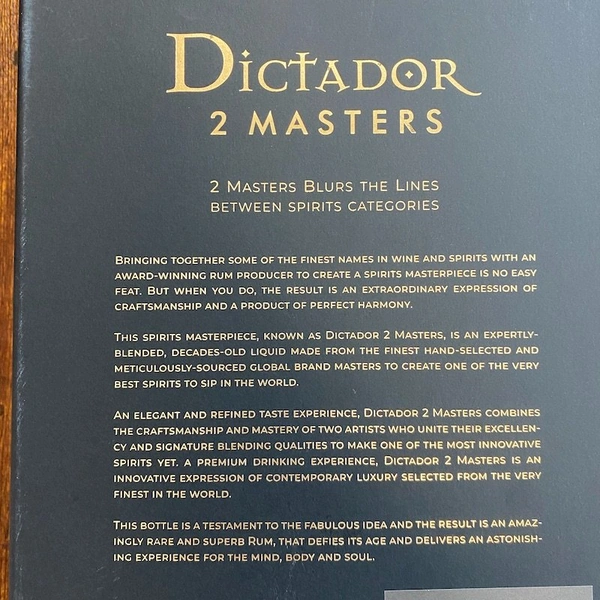 Dictador
2 MASTERS
2 Masters Blurs the Lines
between spirits categories
Bringing together some of the finest names in wine and spirits with an
award-winning rum producer to create a spirits masterpiece is no easy
feat. But when you do, the result is an extraordinary expression of
craftsmanship and a product of perfect harmony.
This spirits masterpiece, known as Dictador 2 Masters, is an expertly-
blended, decades-old liquid made from the finest hand-selected and
meticulously-sourced global brand masters to create one of the very
best spirits to sip in the world.
An elegant and refined taste experience, Dictador 2 Masters combines
the craftsmanship and mastery of two artists who unite their excellen-
cy and signature blending qualities to make one of the most innovative
spirits yet. A premium drinking experience, Dictador 2 Masters is an
innovative expression of contemporary luxury selected from the very
finest in the world.
This bottle is a testament to the fabulous idea and the result is an amaz-
ingly rare and superb Rum, that defies its age and delivers an astonish-
ing experience for the mind, body and soul.